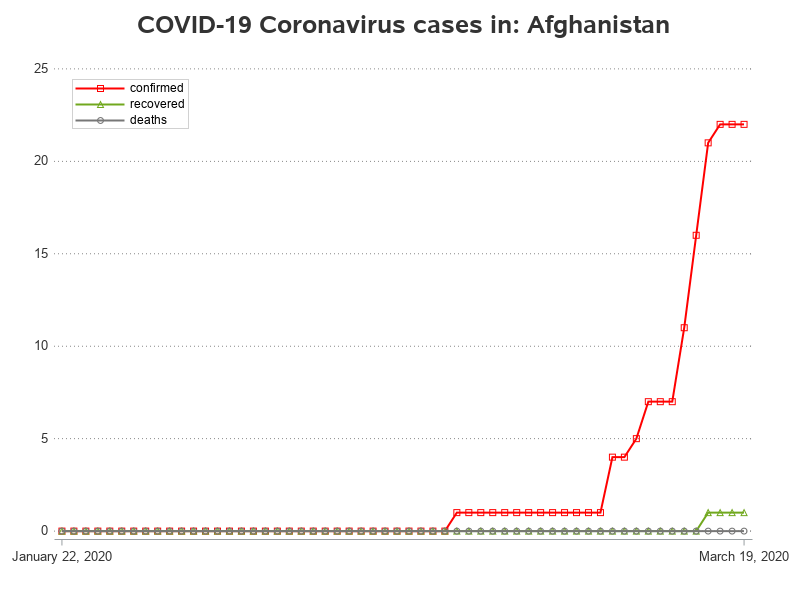 COVID-19 Coronavirus cases in: Afghanistan
25
confirmed
recovered
deaths
20
15
10
5
0
January 22, 2020
March 19, 2020